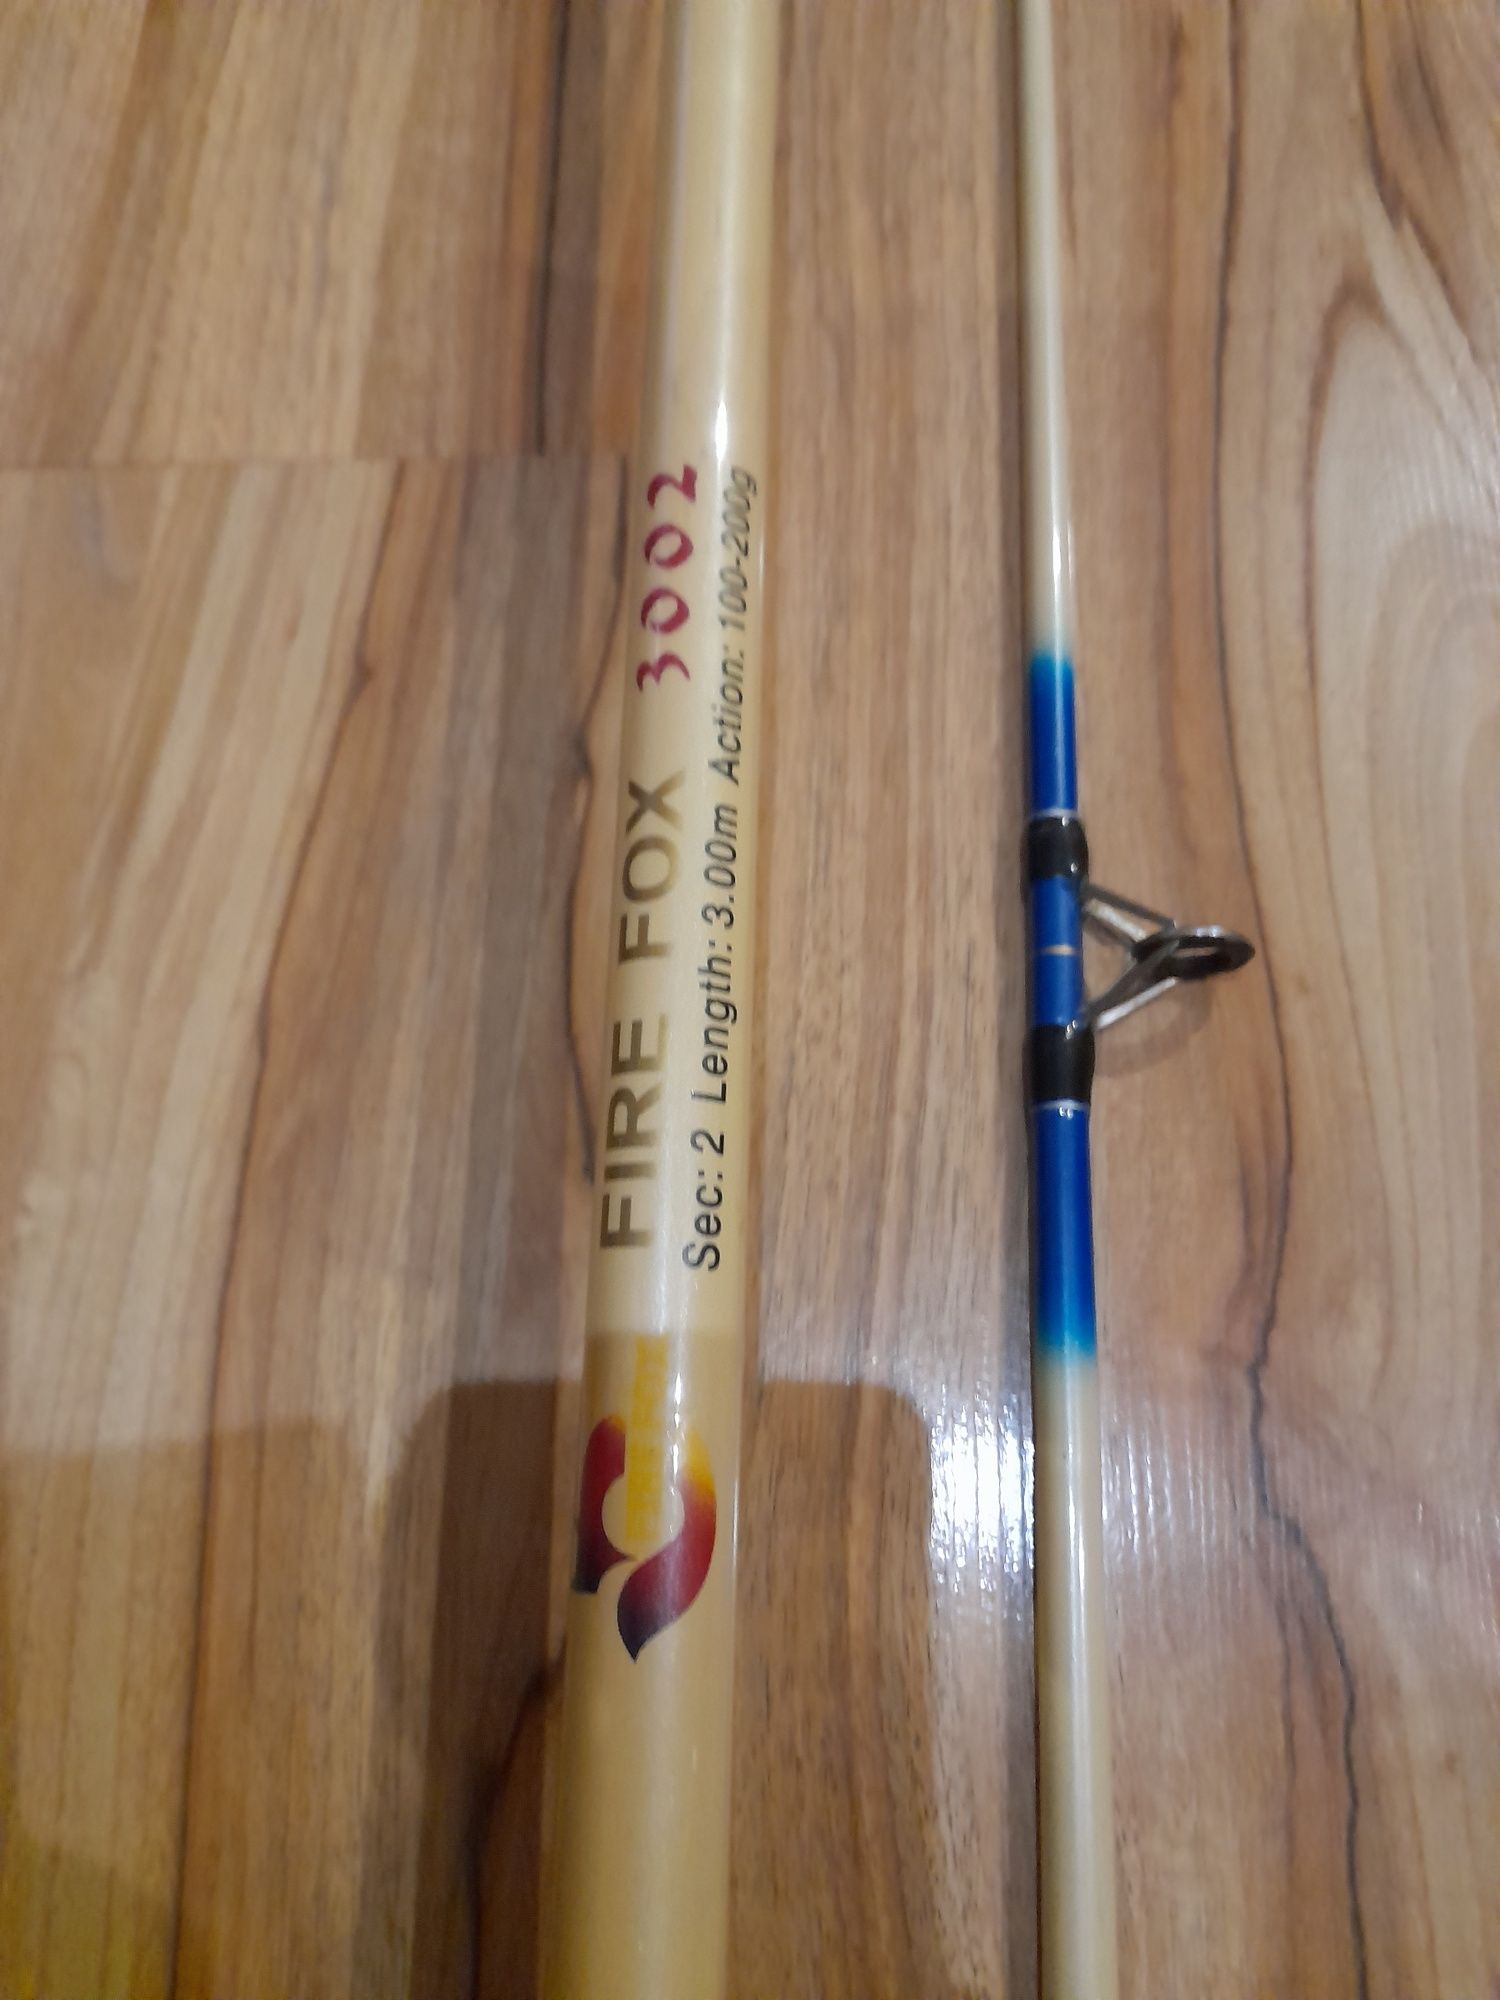 FIRE FOX 3002
Sec: 2 Length: 3.00m Action: 100-200g